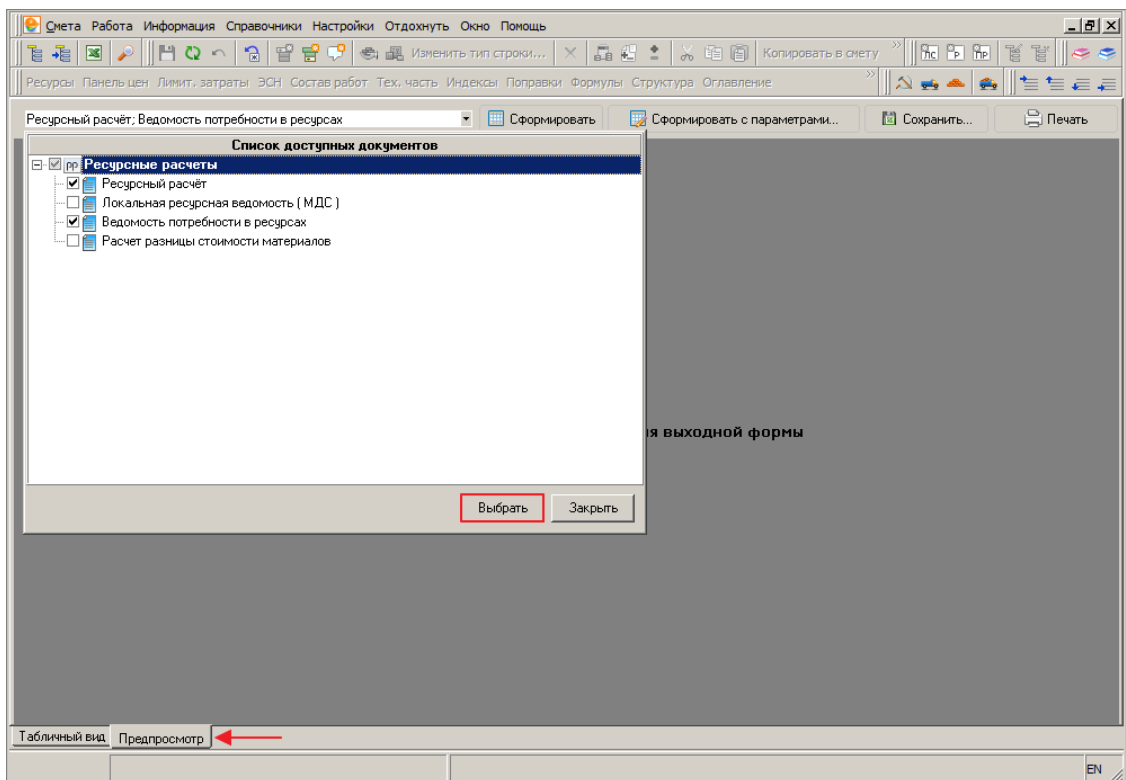 Смета Работа Информация Справочники Настройки Отдохнуть Окно Помощь
Изменить тип строки... Копировать в смету
Ресурсы Панель цен Лимит. затраты ЭСН Состав работ Тех. часть Индексы Поправки Формулы Структура Оглавление
Ресурсный расчёт; Ведомость потребности в ресурсах Сформировать Сформировать с параметрами... Сохранить... Печать
Список доступных документов
рр Ресурсные расчеты
Ресурсный расчёт
Локальная ресурсная ведомость ( МДС )
Ведомость потребности в ресурсах
Расчет разницы стоимости материалов
я выходной формы
Выбрать Закрыть
Табличный вид Предпросмотр
EN